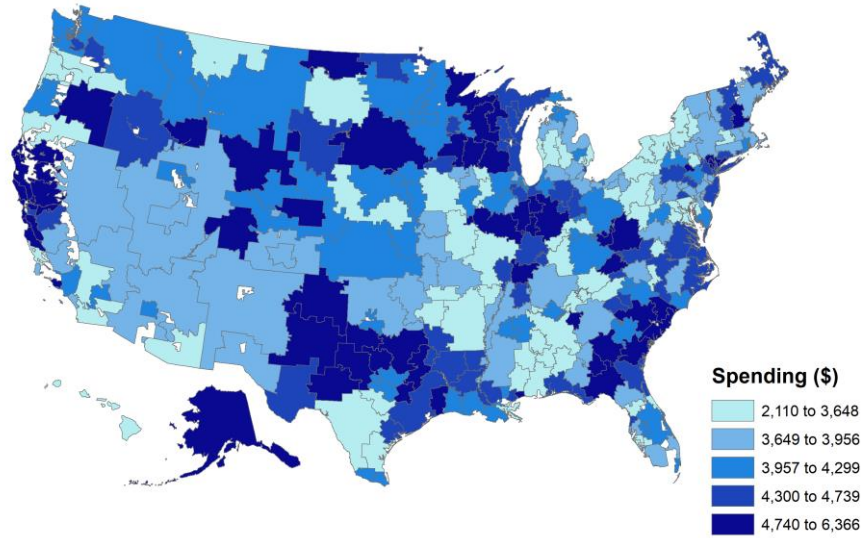 Spending ($)
2,110 to 3,648
3,649 to 3,956
3,957 to 4,299
4,300 to 4,739
4,740 to 6,366